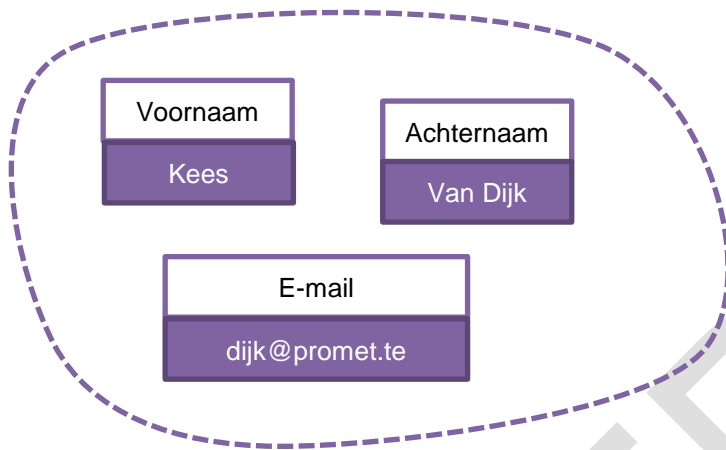 Voornaam
Kees
Achternaam
Van Dijk
E-mail
dijk@promet.te